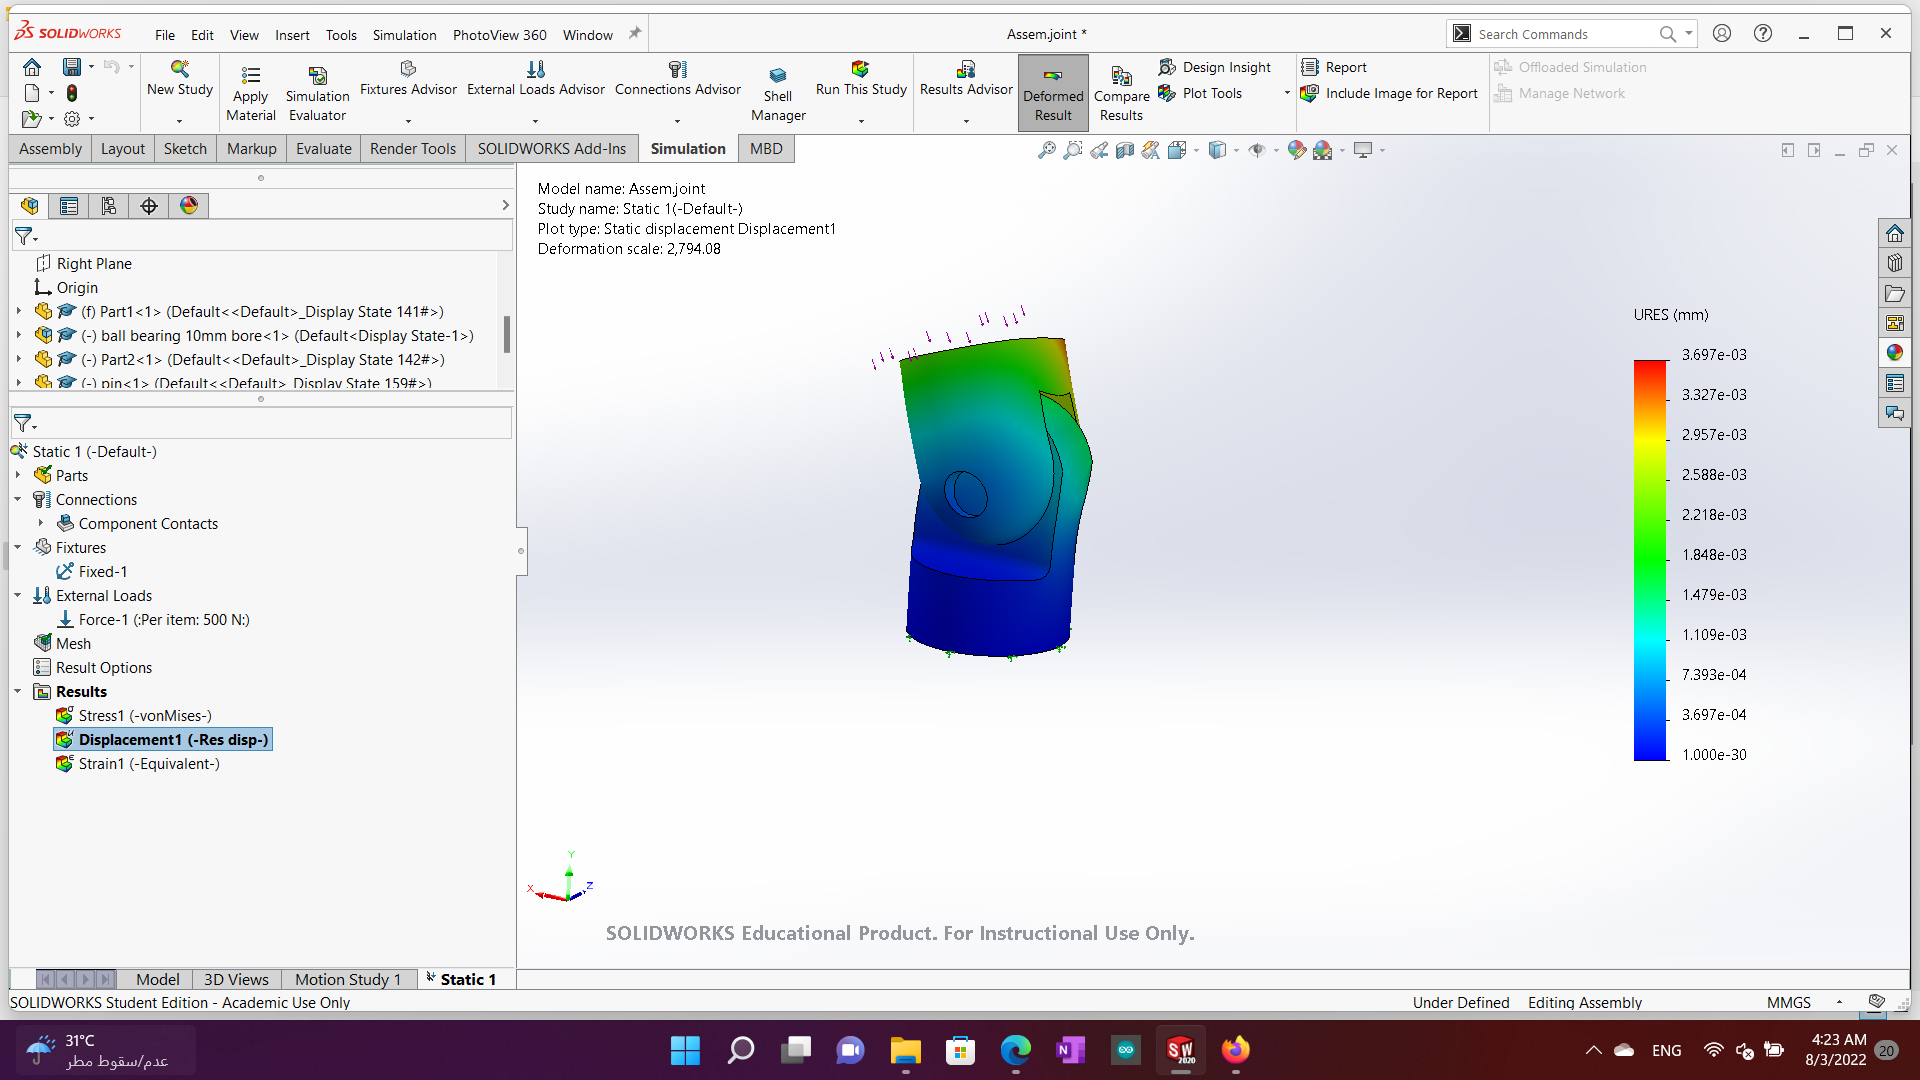 SOLIDWORKS
File Edit View Insert Tools Simulation PhotoView 360 Window
Assem.joint *
Search Commands
New Study
Apply Material
Simulation Evaluator
Fixtures Advisor
External Loads Advisor
Connections Advisor
Shell Manager
Run This Study
Results Advisor
Deformed Result
Compare Results
Design Insight
Plot Tools
Report
Include Image for Report
Offloaded Simulation
Manage Network
Assembly Layout Sketch Markup Evaluate Render Tools SOLIDWORKS Add-Ins Simulation MBD
Right Plane
Origin
(f) Part1<1> (Default<<Default>_Display State 141#>)
(-) ball bearing 10mm bore<1> (Default<Display State-1>)
(-) Part2<1> (Default<<Default>_Display State 142#>)
(-) pin<1> (Default<<Default>_Display State 159#>)
Static 1 (-Default-)
Parts
Connections
Component Contacts
Fixtures
Fixed-1
External Loads
Force-1 (:Per item: 500 N:)
Mesh
Result Options
Results
Stress1 (-vonMises-)
Displacement1 (-Res disp-)
Strain1 (-Equivalent-)
Model name: Assem.joint
Study name: Static 1(-Default-)
Plot type: Static displacement Displacement1
Deformation scale: 2,794.08
URES (mm)
3.697e-03
3.327e-03
2.957e-03
2.588e-03
2.218e-03
1.848e-03
1.479e-03
1.109e-03
7.393e-04
3.697e-04
1.000e-30
Y
X
Z
SOLIDWORKS Educational Product. For Instructional Use Only.
Model 3D Views Motion Study 1 Static 1
SOLIDWORKS Student Edition - Academic Use Only
Under Defined Editing Assembly MMGS
31°C
عدم/سقوط مطر
N
SW
2020
ENG
4:23 AM
8/3/2022
20